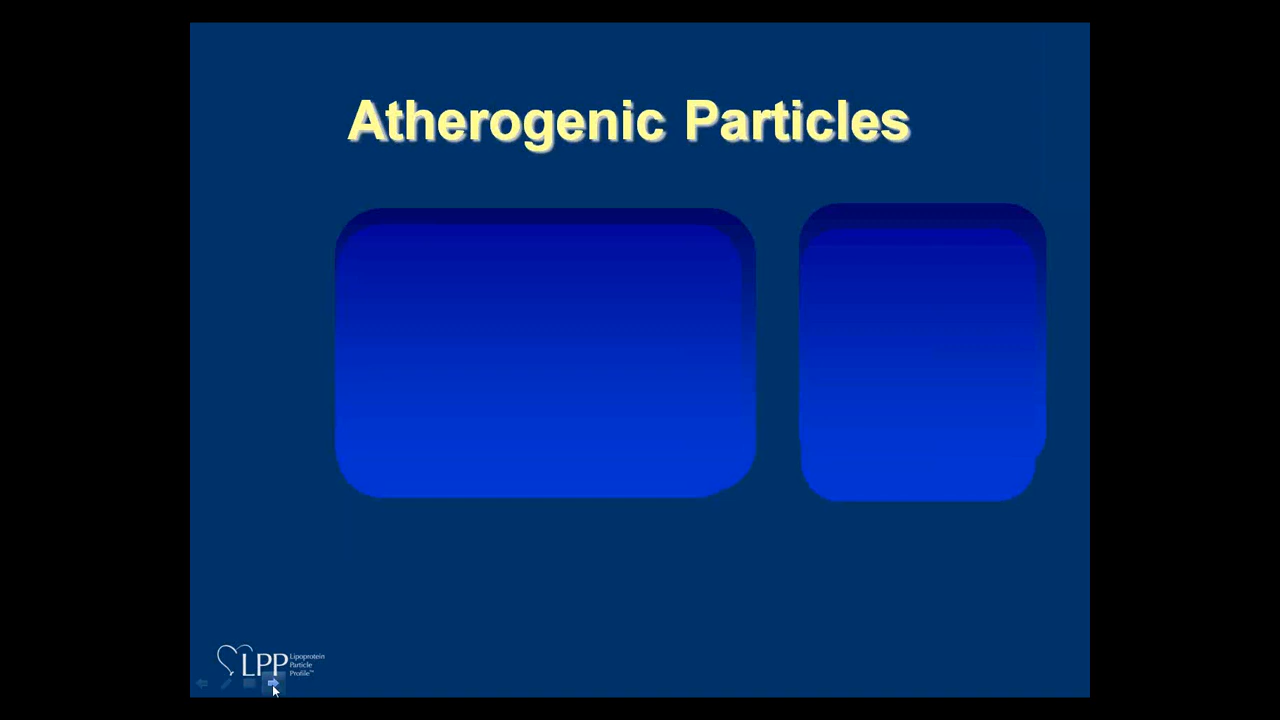 Atherogenic Particles
LPP
Lipoprotein
Particle
Profile™